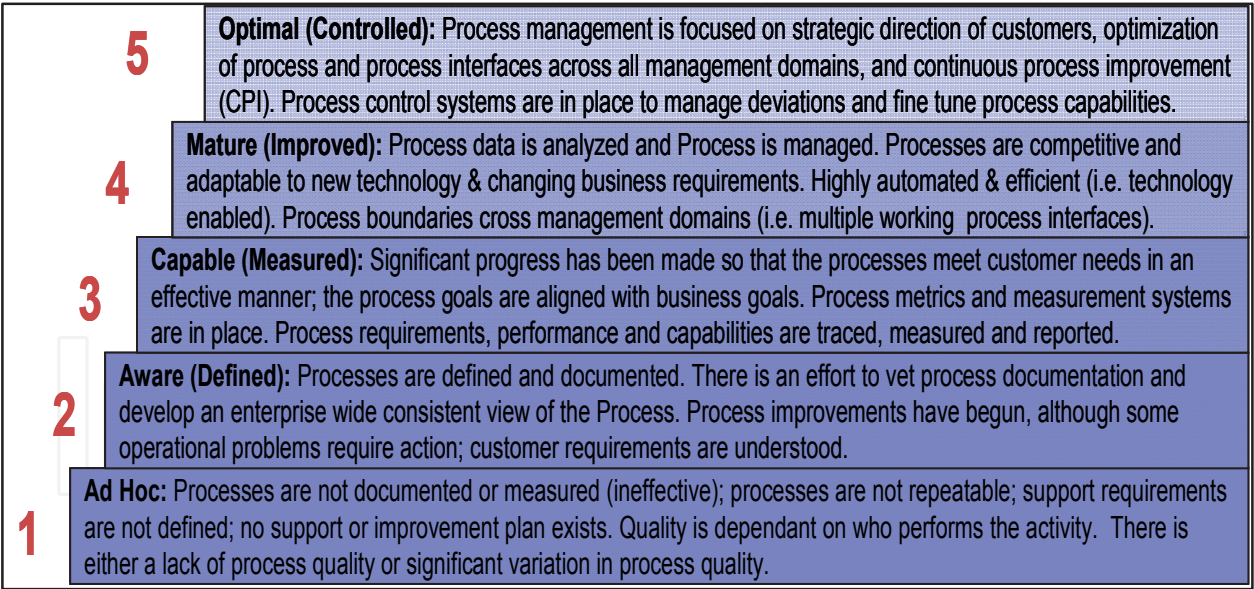 5
Optimal (Controlled): Process management is focused on strategic direction of customers, optimization
of process and process interfaces across all management domains, and continuous process improvement
(CPI). Process control systems are in place to manage deviations and fine tune process capabilities.
4
Mature (Improved): Process data is analyzed and Process is managed. Processes are competitive and
adaptable to new technology & changing business requirements. Highly automated & efficient (i.e. technology
enabled). Process boundaries cross management domains (i.e. multiple working process interfaces).
3
Capable (Measured): Significant progress has been made so that the processes meet customer needs in an
effective manner; the process goals are aligned with business goals. Process metrics and measurement systems
are in place. Process requirements, performance and capabilities are traced, measured and reported.
2
Aware (Defined): Processes are defined and documented. There is an effort to vet process documentation and
develop an enterprise wide consistent view of the Process. Process improvements have begun, although some
operational problems require action; customer requirements are understood.
1
Ad Hoc: Processes are not documented or measured (ineffective); processes are not repeatable; support requirements
are not defined; no support or improvement plan exists. Quality is dependant on who performs the activity. There is
either a lack of process quality or significant variation in process quality.